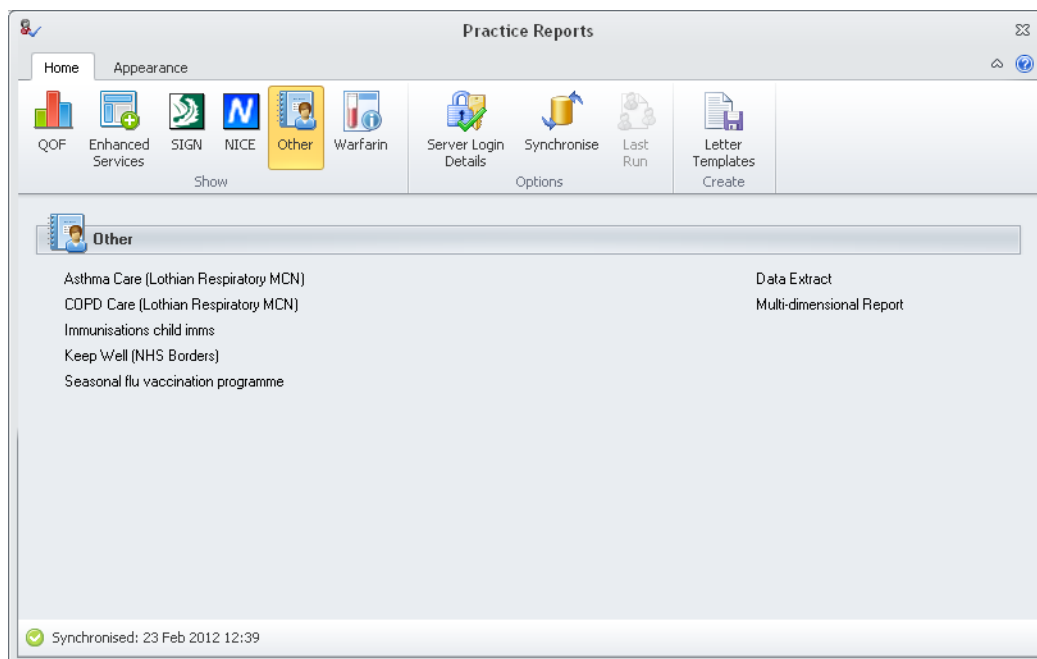 Practice Reports
Home Appearance
QOF Enhanced Services SIGN NICE Other Warfarin Server Login Details Synchronise Last Run Letter Templates
Show Options Create
Other
Asthma Care (Lothian Respiratory MCN) Data Extract
COPD Care (Lothian Respiratory MCN) Multi-dimensional Report
Immunisations child imms
Keep Well (NHS Borders)
Seasonal flu vaccination programme
Synchronised: 23 Feb 2012 12:39